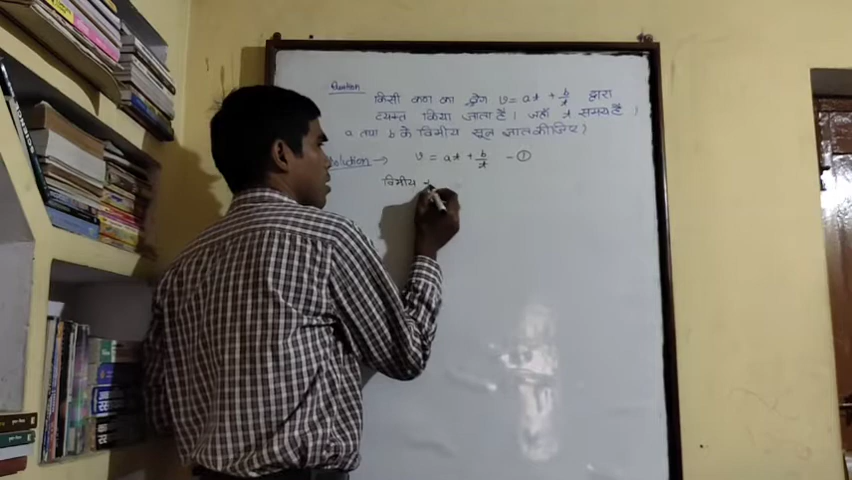 Question
किसी कण का वेग v = at + b/t द्वारा
व्यक्त किया जाता है। जहाँ t समय है।
a तथा b के विमीय सूत्र ज्ञात कीजिए)
Solution → v = at + b/t - ①
विमीय